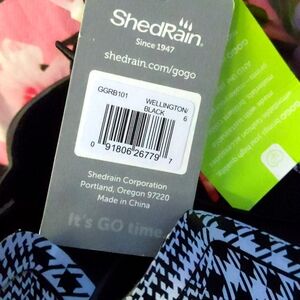 ShedRain®
Since 1947
shedrain.com/gogo
GGRB101
WELLINGTON/
BLACK
6
0 91806 26779 7
Shedrain Corporation
Portland, Oregon 97220
Made in China
It's GO time